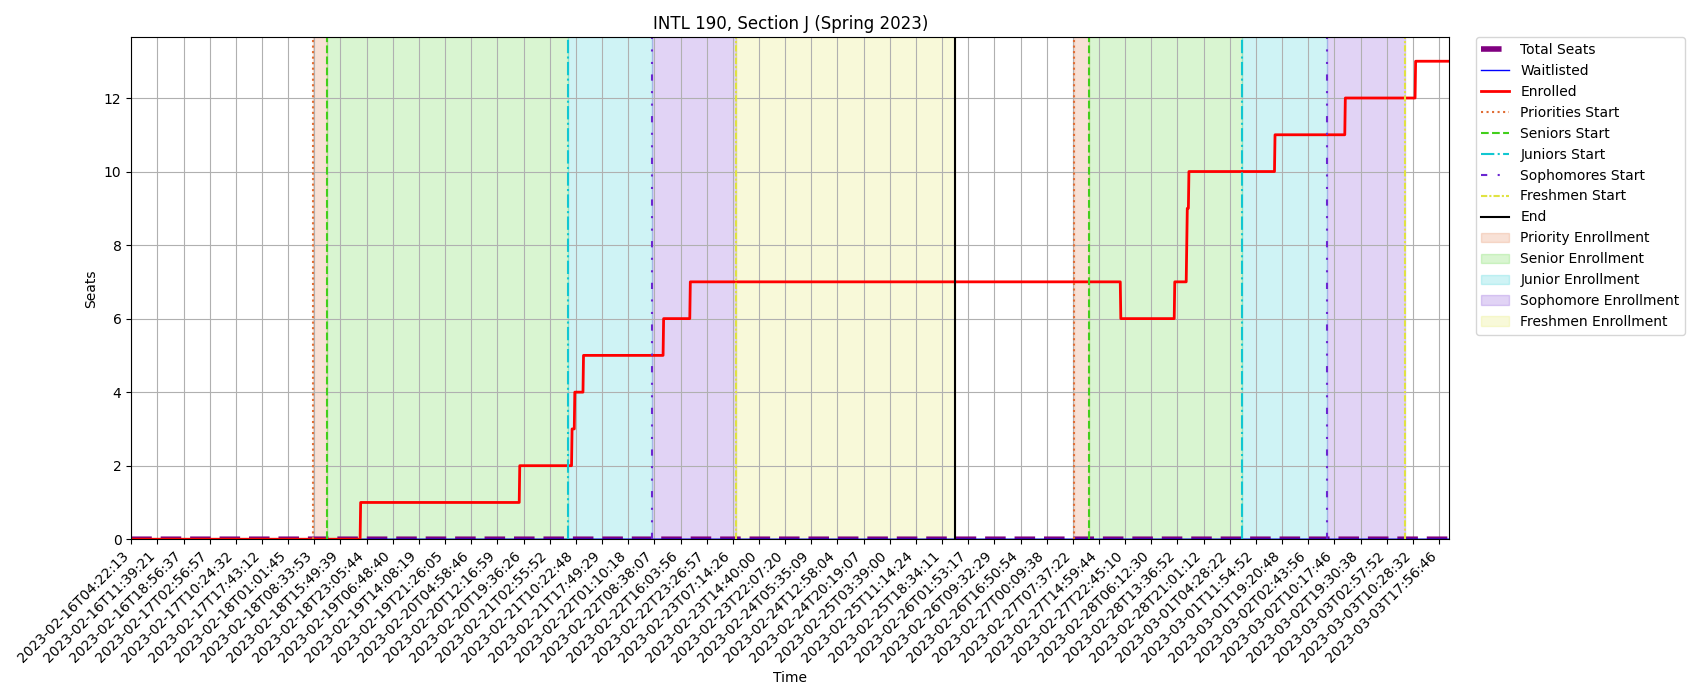 INTL 190, Section J (Spring 2023)
Seats
12
10
8
6
4
2
0
2023-02-16T04:22:13
2023-02-16T11:39:21
2023-02-16T18:56:37
2023-02-17T02:56:57
2023-02-17T10:24:32
2023-02-17T17:43:12
2023-02-18T01:01:45
2023-02-18T08:33:53
2023-02-18T15:49:39
2023-02-18T23:05:44
2023-02-19T06:48:40
2023-02-19T14:08:19
2023-02-19T21:26:05
2023-02-20T04:58:46
2023-02-20T12:16:59
2023-02-20T19:36:26
2023-02-21T02:55:52
2023-02-21T10:22:48
2023-02-21T17:49:29
2023-02-22T01:10:18
2023-02-22T08:38:07
2023-02-22T16:03:56
2023-02-22T23:26:57
2023-02-23T07:14:26
2023-02-23T14:40:00
2023-02-23T22:07:20
2023-02-24T05:35:09
2023-02-24T12:58:04
2023-02-24T20:19:07
2023-02-25T03:39:00
2023-02-25T11:14:24
2023-02-25T18:34:11
2023-02-26T01:53:17
2023-02-26T09:32:29
2023-02-26T16:50:54
2023-02-27T00:09:38
2023-02-27T07:37:22
2023-02-27T14:59:44
2023-02-27T22:45:10
2023-02-28T06:12:30
2023-02-28T13:36:52
2023-02-28T21:01:12
2023-03-01T04:28:22
2023-03-01T11:54:52
2023-03-01T19:20:48
2023-03-02T02:43:56
2023-03-02T10:17:46
2023-03-02T19:30:38
2023-03-03T02:57:52
2023-03-03T10:28:32
2023-03-03T17:56:46
Time
Total Seats
Waitlisted
Enrolled
Priorities Start
Seniors Start
Juniors Start
Sophomores Start
Freshmen Start
End
Priority Enrollment
Senior Enrollment
Junior Enrollment
Sophomore Enrollment
Freshmen Enrollment